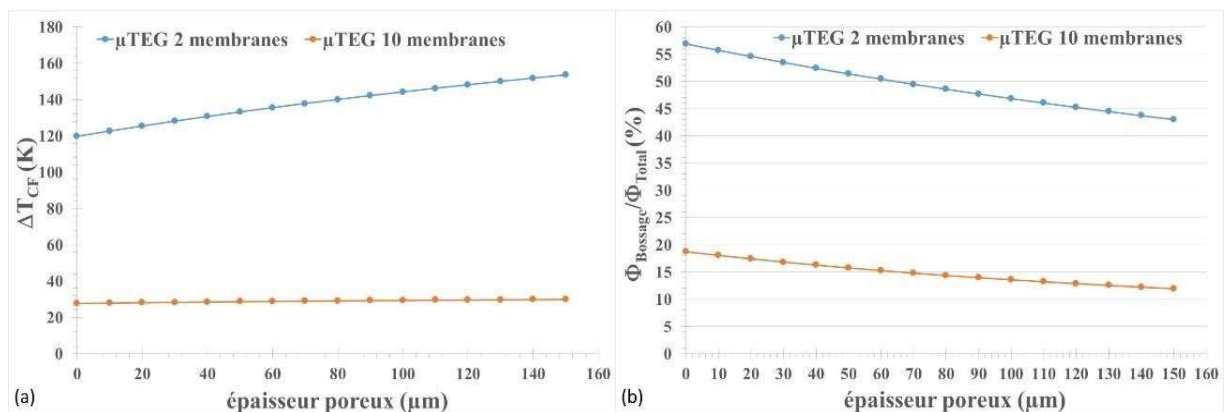 180
160
140
120
100
80
60
40
20
0
ΔT_CF (K)
µTEG 2 membranes µTEG 10 membranes
0 20 40 60 80 100 120 140 160
épaisseur poreux (µm)
(a)
60
55
50
45
40
35
30
25
20
15
10
5
0
Φ_Bossage/Φ_Total (%)
µTEG 2 membranes
µTEG 10 membranes
0 10 20 30 40 50 60 70 80 90 100 110 120 130 140 150 160
épaisseur poreux (µm)
(b)